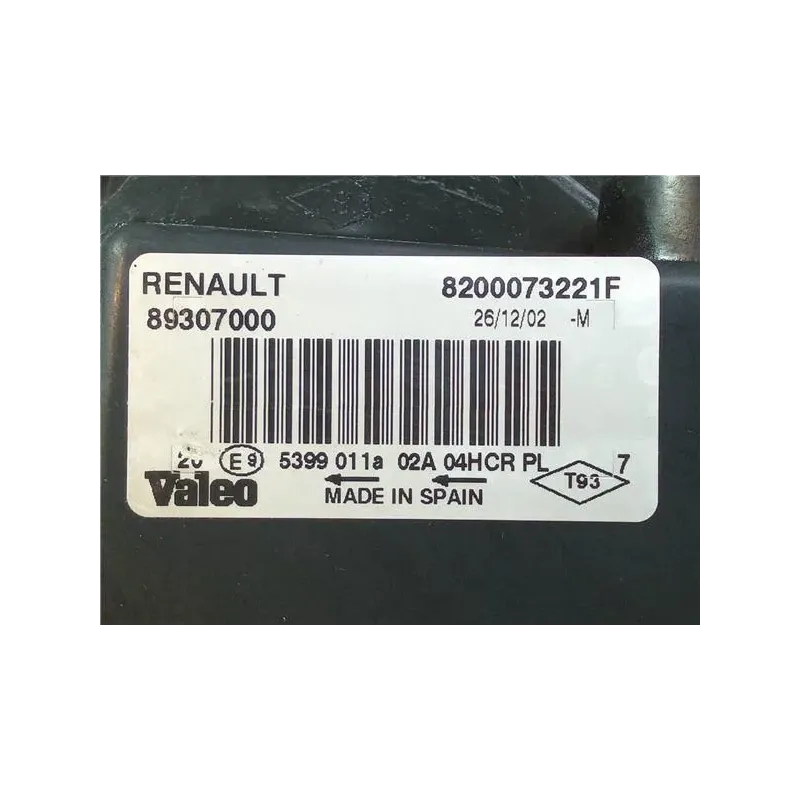 RENAULT 8200073221F
89307000 26/12/02 -M
20 E9 5399 011a 02A 04HCR PL 7
Valeo MADE IN SPAIN T93